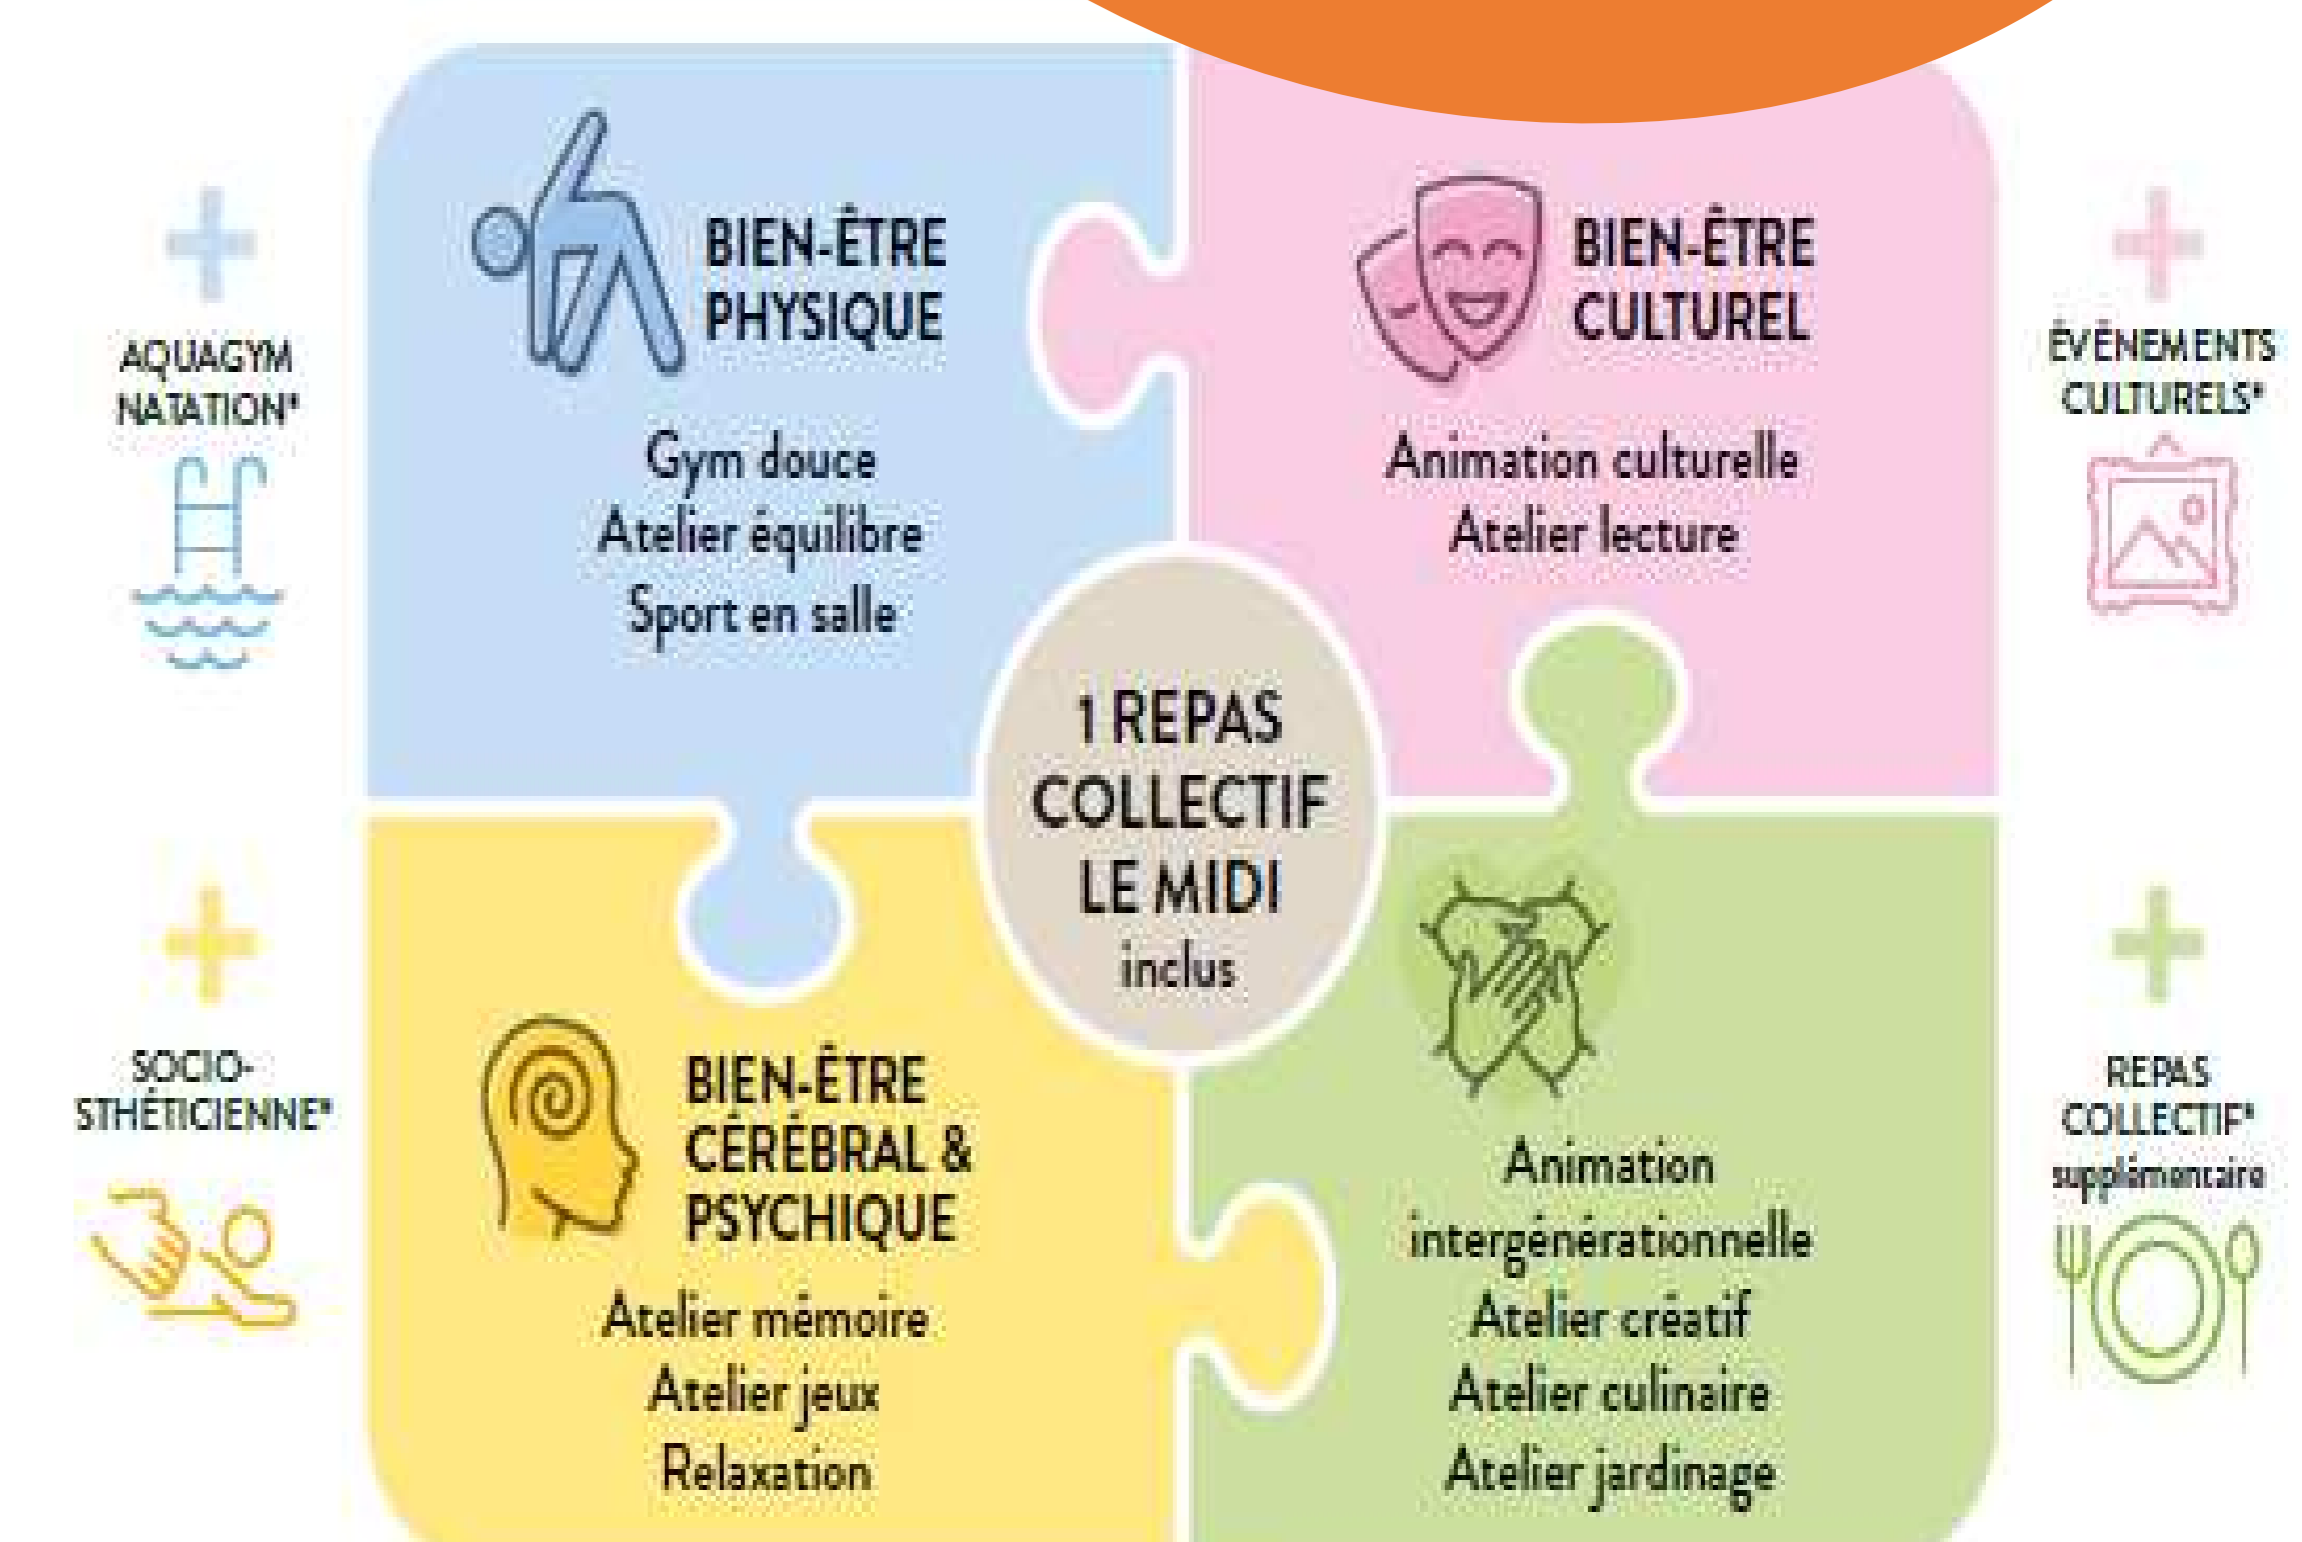 BIEN-ÊTRE
PHYSIQUE
Gym douce
Atelier équilibre
Sport en salle
BIEN-ÊTRE
CULTUREL
Animation culturelle
Atelier lecture
AQUAGYM
NATATION*
ÉVÉNEMENTS
CULTURELS*
1 REPAS
COLLECTIF
LE MIDI
inclus
SOCIO-
STHÉTICIENNE*
BIEN-ÊTRE
CÉRÉBRAL &
PSYCHIQUE
Atelier mémoire
Atelier jeux
Relaxation
Animation
intergénérationnelle
Atelier créatif
Atelier culinaire
Atelier jardinage
REPAS
COLLECTIF*
supplémentaire